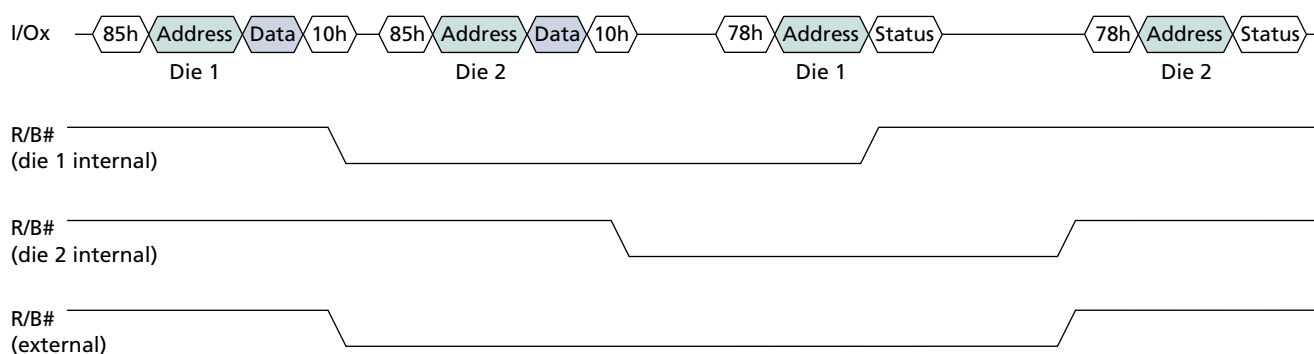 I/Ox 85h Address Data 10h 85h Address Data 10h 78h Address Status 78h Address Status
Die 1 Die 2 Die 1 Die 2
R/B#
(die 1 internal)
R/B#
(die 2 internal)
R/B#
(external)